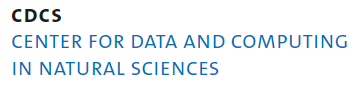 CDCS
CENTER FOR DATA AND COMPUTING
IN NATURAL SCIENCES